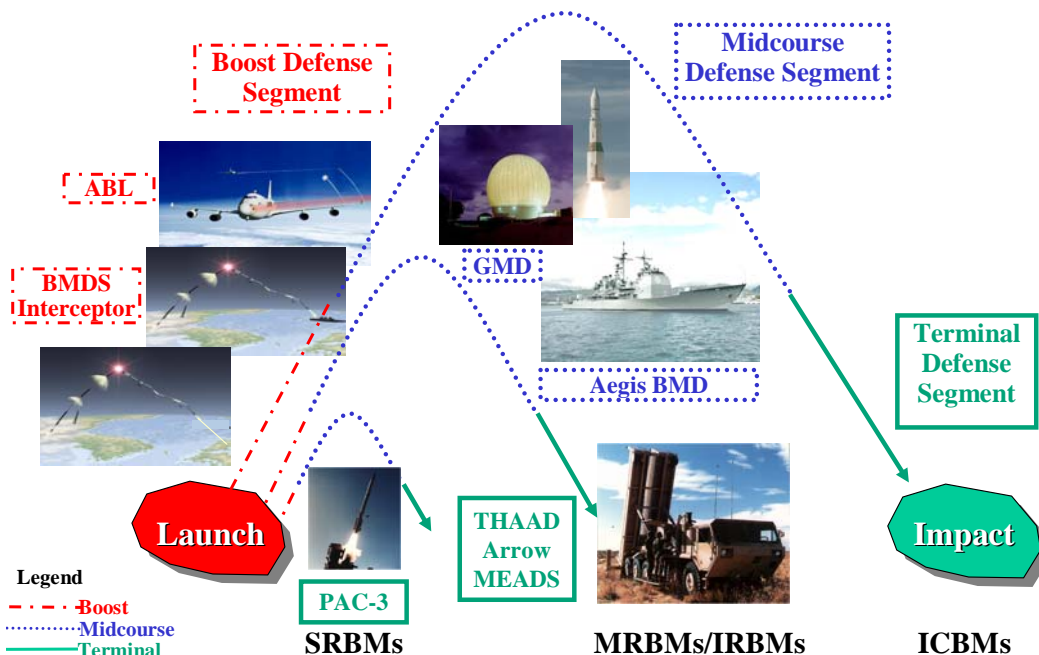 Boost Defense
Segment
Midcourse
Defense Segment
ABL
BMDS
Interceptor
GMD
Aegis BMD
Terminal
Defense
Segment
Launch
THAAD
Arrow
MEADS
Impact
PAC-3
Legend
Boost
Midcourse
Terminal
SRBMs
MRBMs/IRBMs
ICBMs